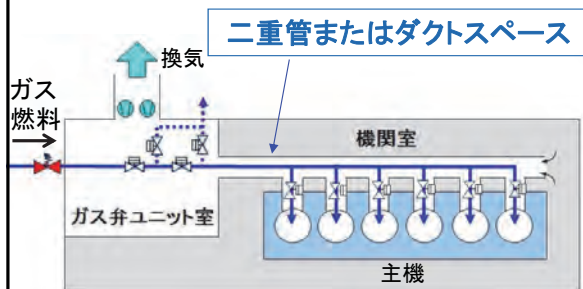 二重管またはダクトスペース
換気
ガス
燃料
機関室
ガス弁ユニット室
主機